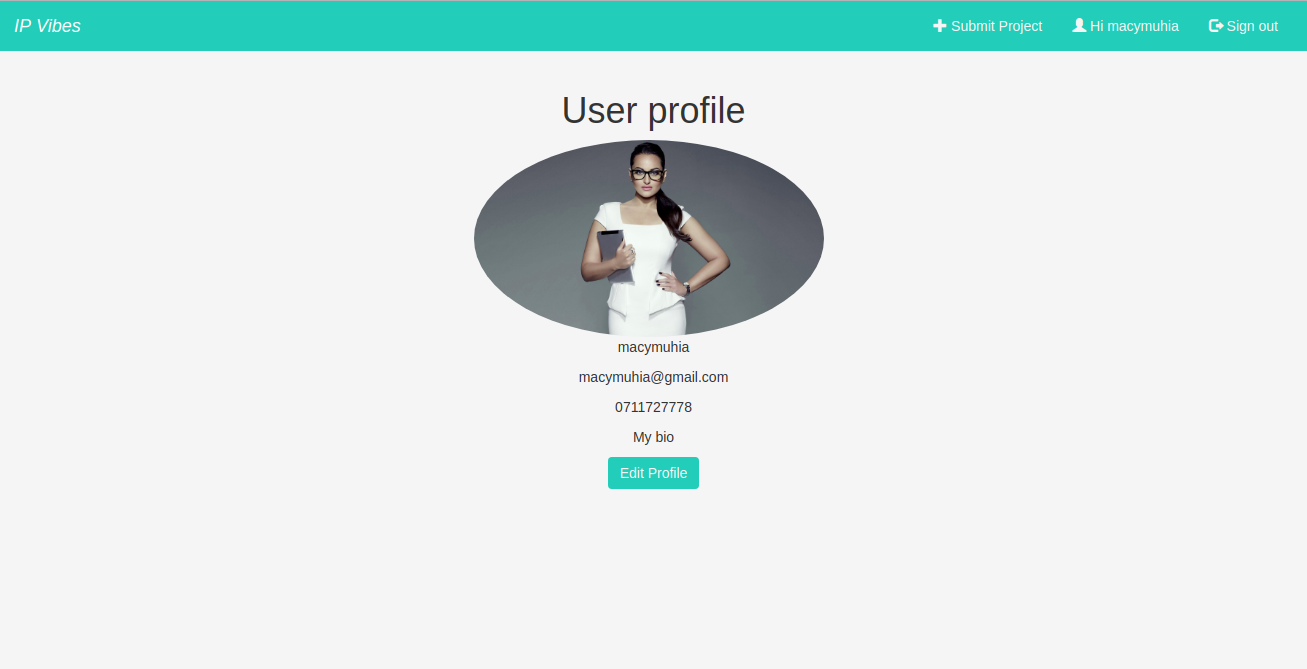 IP Vibes
Submit Project
Hi macymuhia
Sign out
User profile
macymuhia
macymuhia@gmail.com
0711727778
My bio
Edit Profile